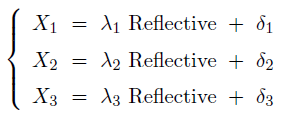 X₁ = λ₁ Reflective + δ₁
X₂ = λ₂ Reflective + δ₂
X₃ = λ₃ Reflective + δ₃